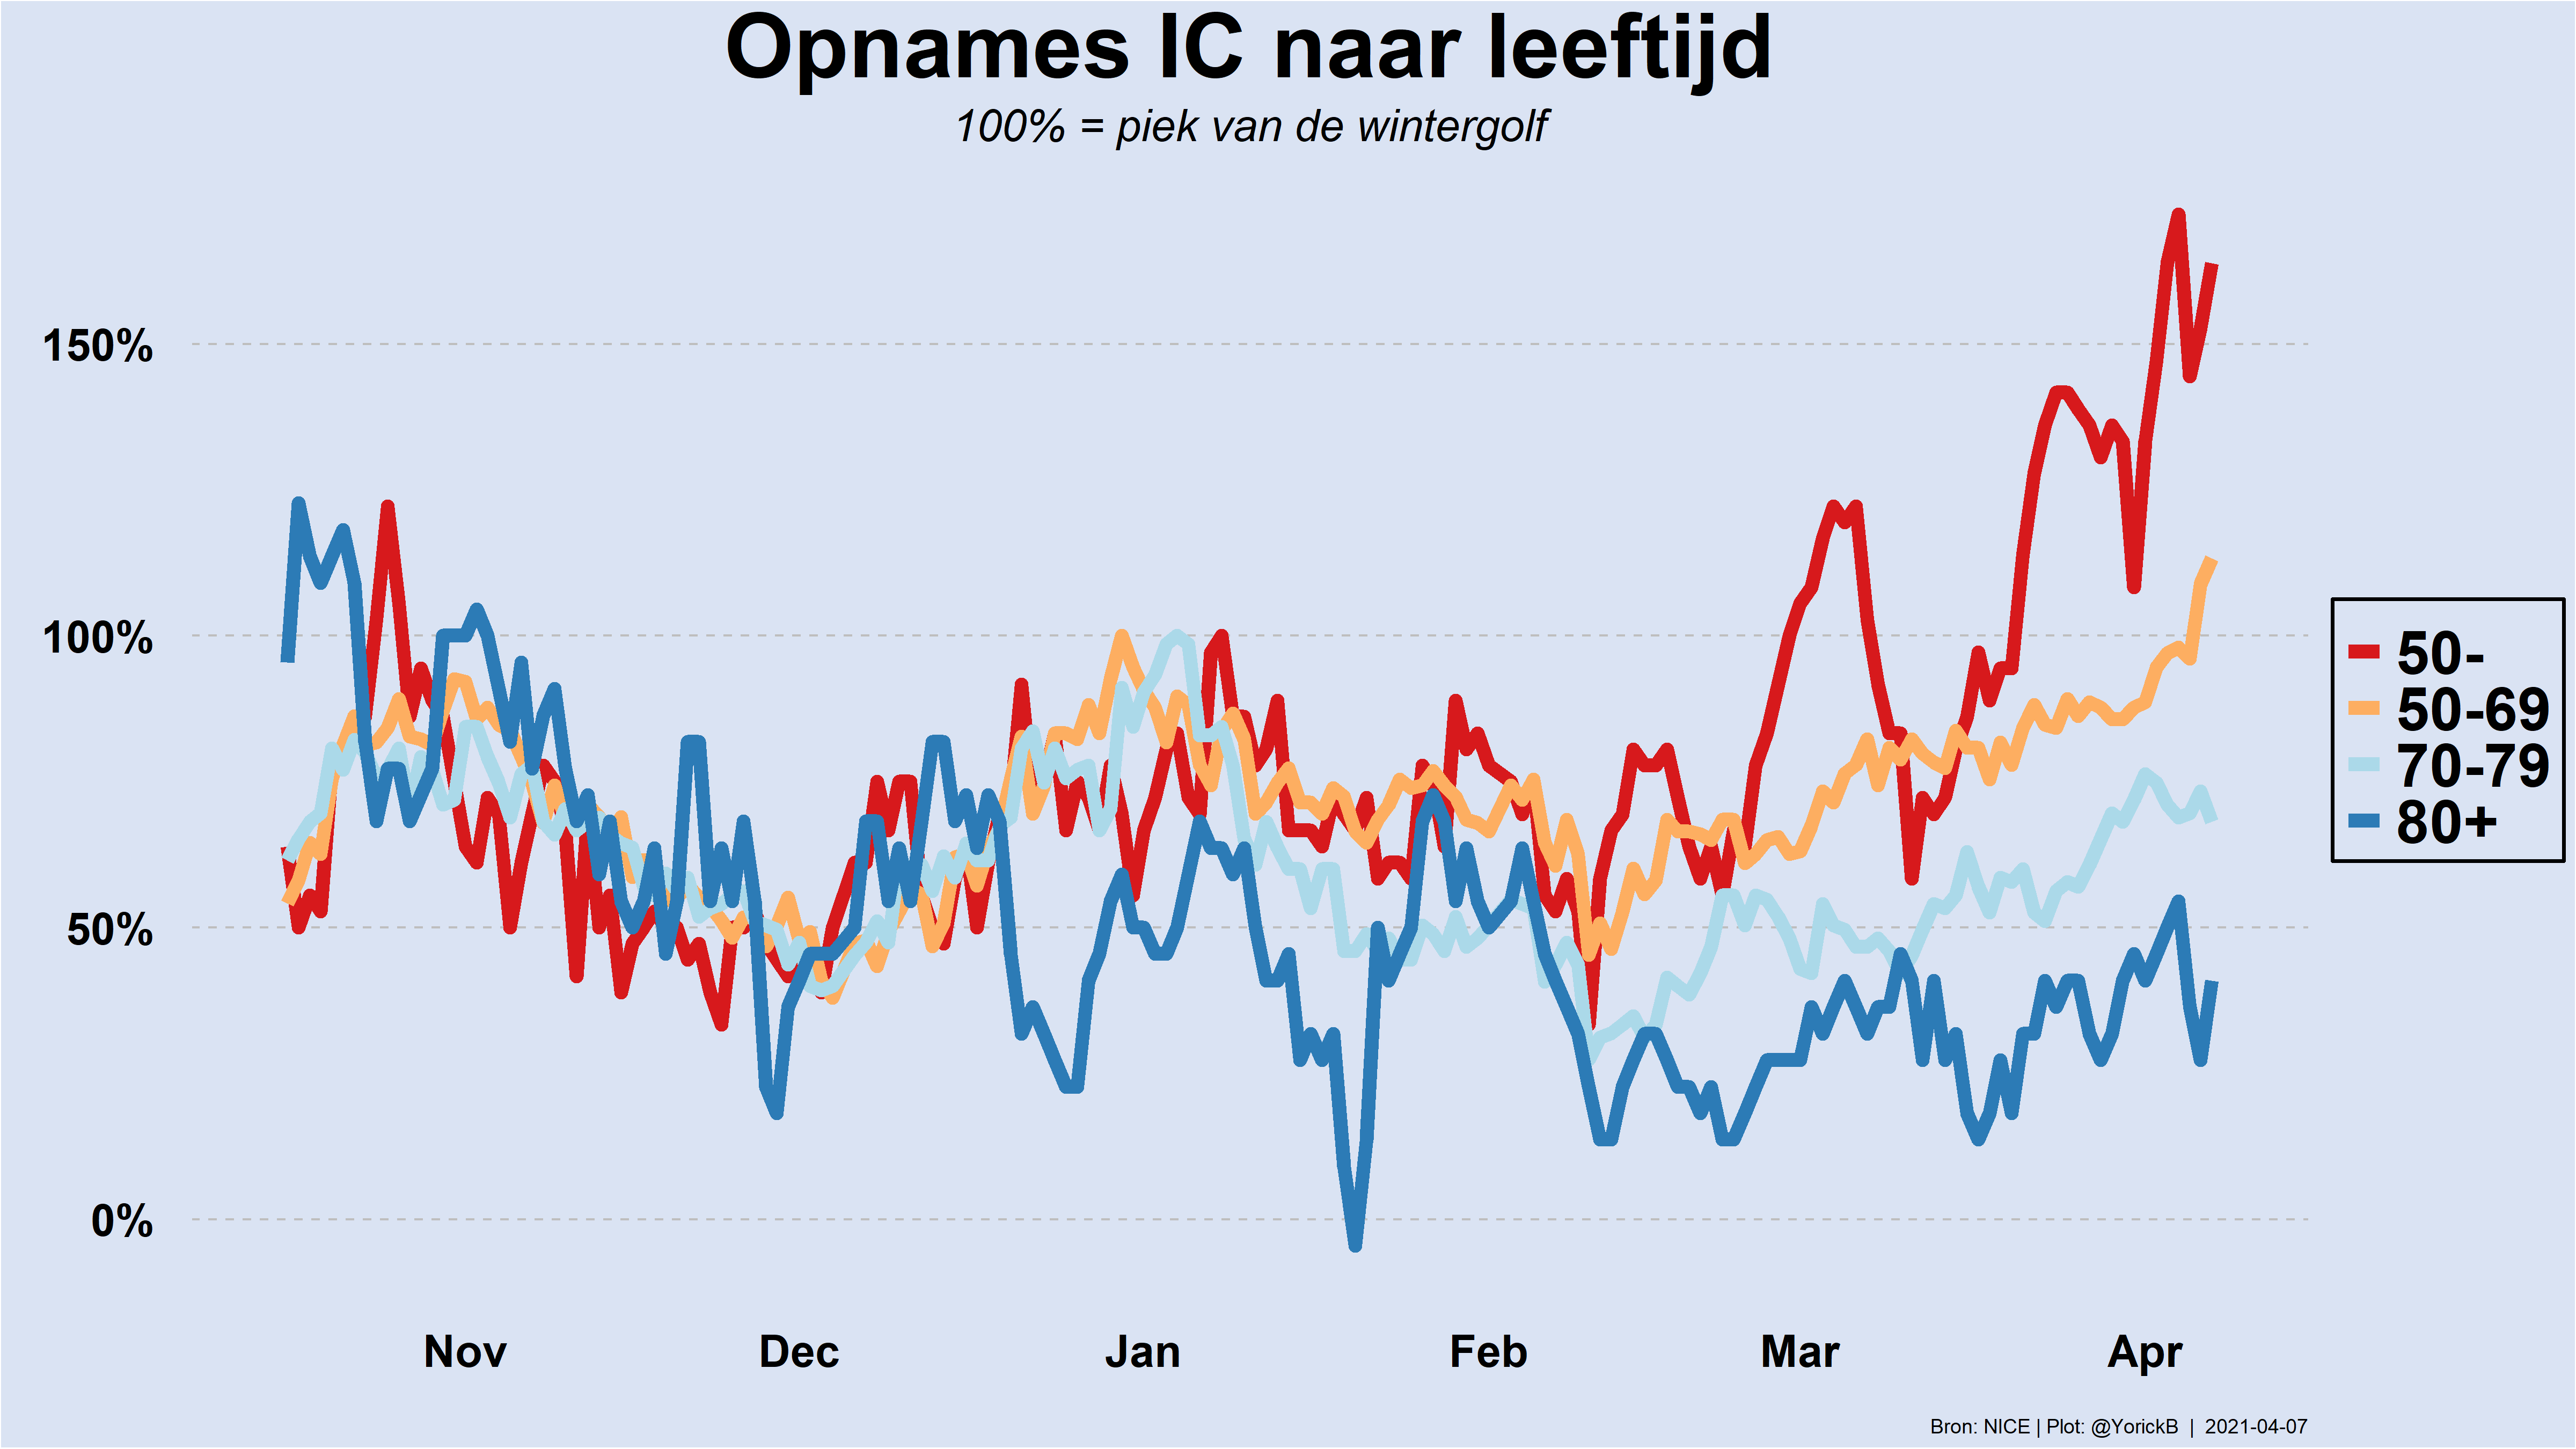 Opnames IC naar leeftijd
100% = piek van de wintergolf
150%
100%
50%
0%
50-
50-69
70-79
80+
Nov Dec Jan Feb Mar Apr
Bron: NICE | Plot: @YorickB | 2021-04-07